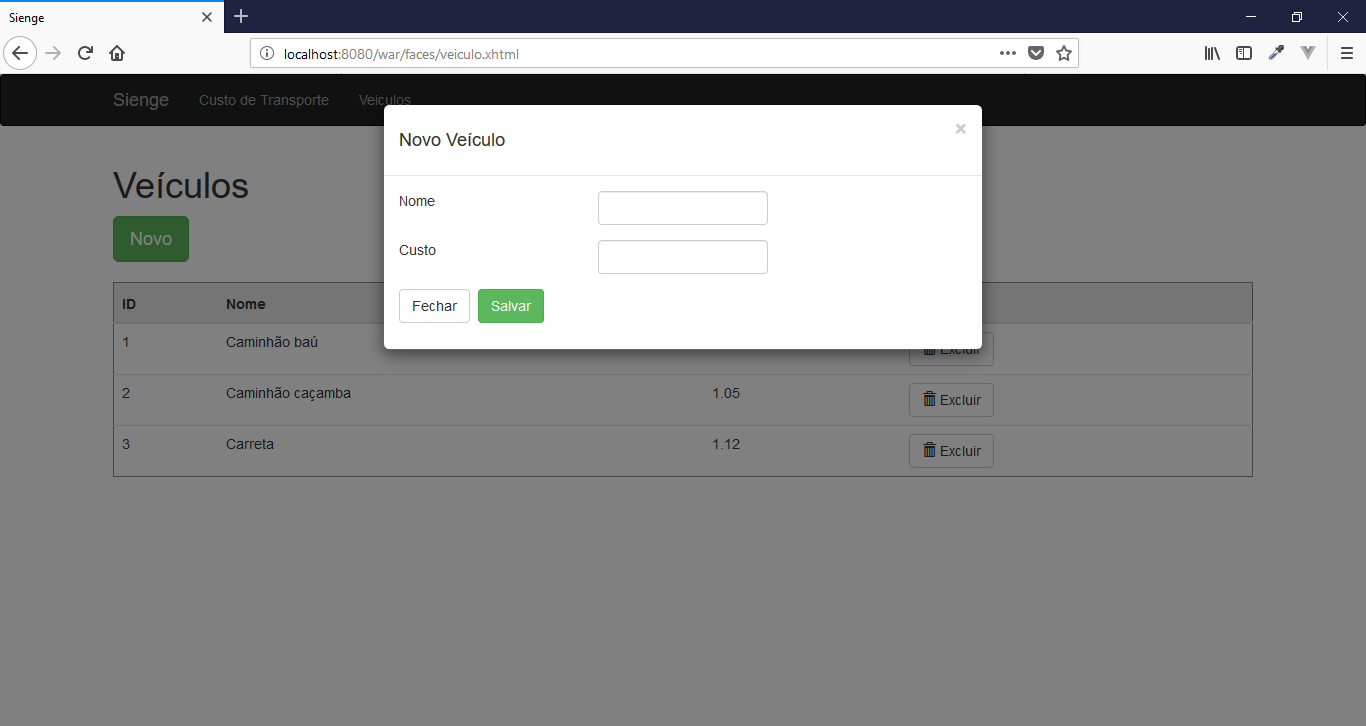 Sienge
localhost:8080/war/faces/veiculo.xhtml
Sienge Custo de Transporte Veiculos
Novo Veículo ×
Nome
Custo
Fechar Salvar
Veículos
Novo
ID Nome
1 Caminhão baú Excluir
2 Caminhão caçamba 1.05 Excluir
3 Carreta 1.12 Excluir